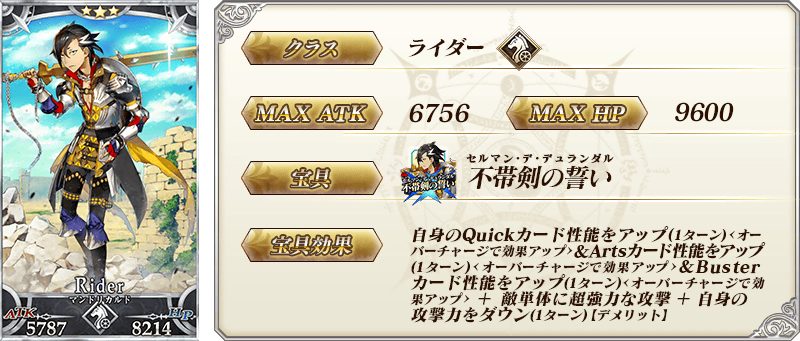 Rider
マンドリカルド
ATK
5787
HP
8214
クラス
ライダー
MAX ATK
6756
MAX HP
9600
宝具
セルマン・デ・デュランダル
不帯剣の誓い
不帯剣の誓い
宝具効果
自身のQuickカード性能をアップ(1ターン)<オー
バーチャージで効果アップ>&Artsカード性能をアップ
(1ターン)<オーバーチャージで効果アップ>&Buster
カード性能をアップ(1ターン)<オーバーチャージで効
果アップ> + 敵単体に超強力な攻撃 + 自身の
攻撃力をダウン(1ターン)【デメリット】